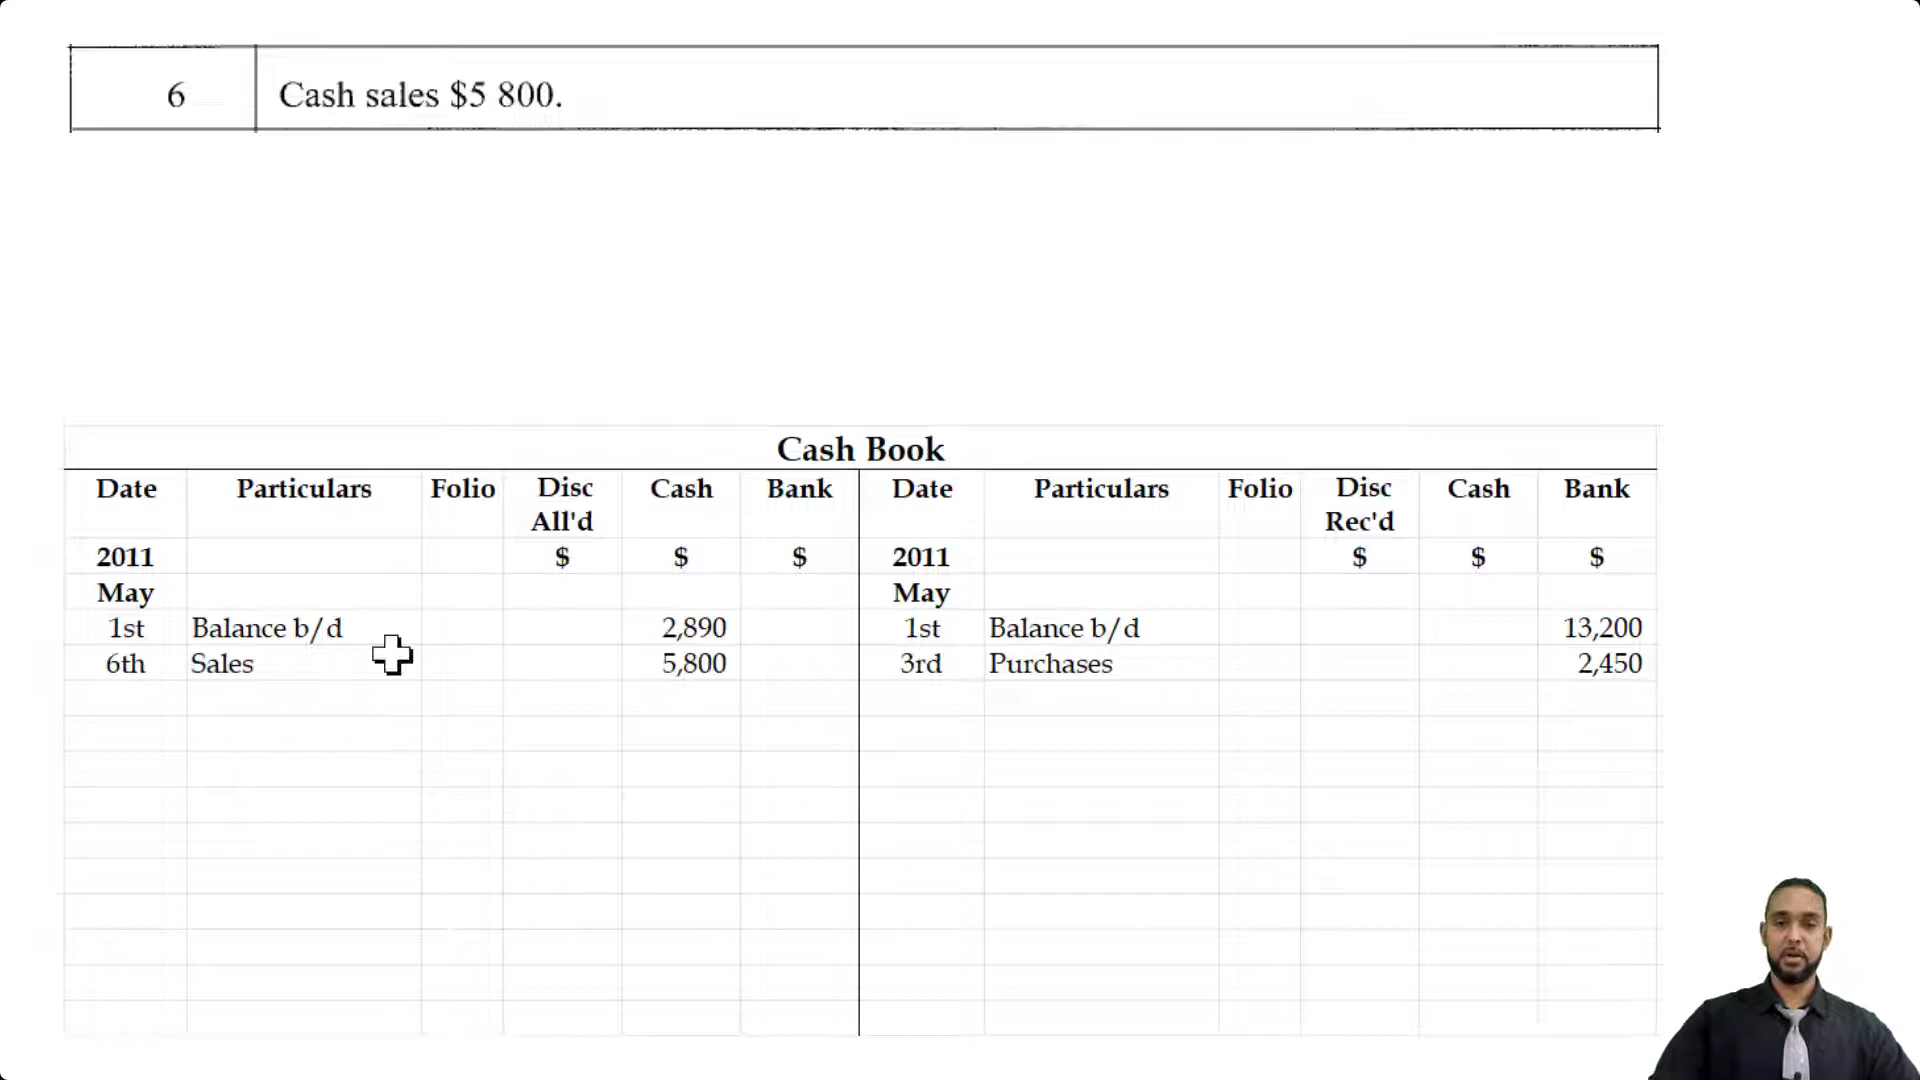 6 Cash sales $5 800.
Cash Book
Date Particulars Folio Disc All'd Cash Bank Date Particulars Folio Disc Rec'd Cash Bank
2011 $ $ $ 2011 $ $ $
May May
1st Balance b/d 2,890 1st Balance b/d 13,200
6th Sales 5,800 3rd Purchases 2,450